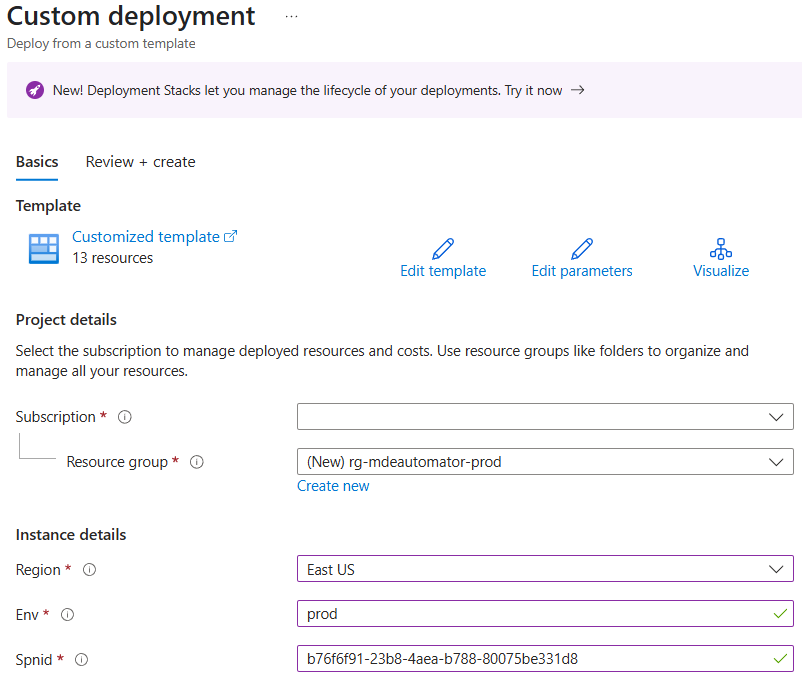 Custom deployment ...
Deploy from a custom template
New! Deployment Stacks let you manage the lifecycle of your deployments. Try it now →
Basics Review + create
Template
Customized template
13 resources
Edit template Edit parameters Visualize
Project details
Select the subscription to manage deployed resources and costs. Use resource groups like folders to organize and
manage all your resources.
Subscription *
Resource group * (New) rg-mdeautomator-prod
Create new
Instance details
Region * East US
Env * prod
Spnid * b76f6f91-23b8-4aea-b788-80075be331d8